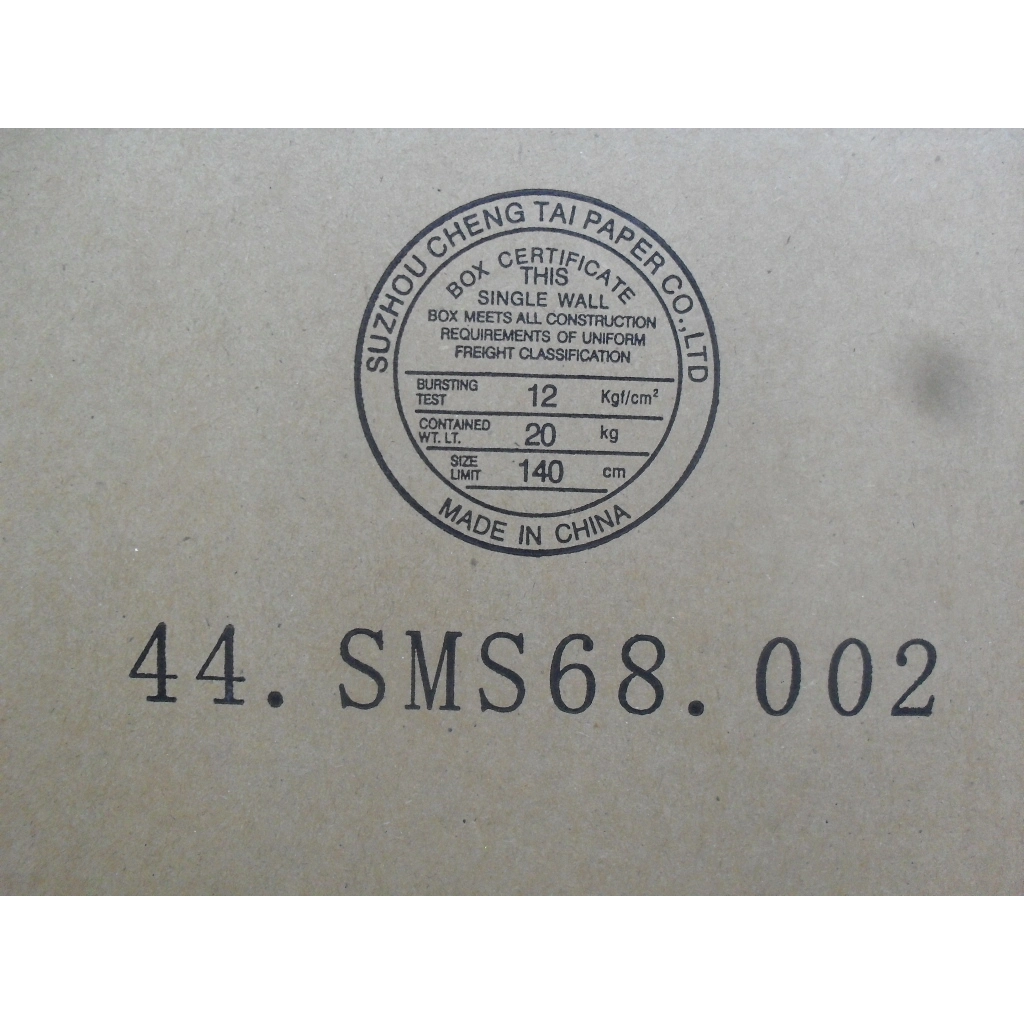 SUZHOU CHENG TAI PAPER CO.,LTD
BOX CERTIFICATE
THIS
SINGLE WALL
BOX MEETS ALL CONSTRUCTION
REQUIREMENTS OF UNIFORM
FREIGHT CLASSIFICATION
BURSTING TEST 12 Kgf/cm²
CONTAINED WT. LT. 20 kg
SIZE LIMIT 140 cm
MADE IN CHINA
44.SMS68.002